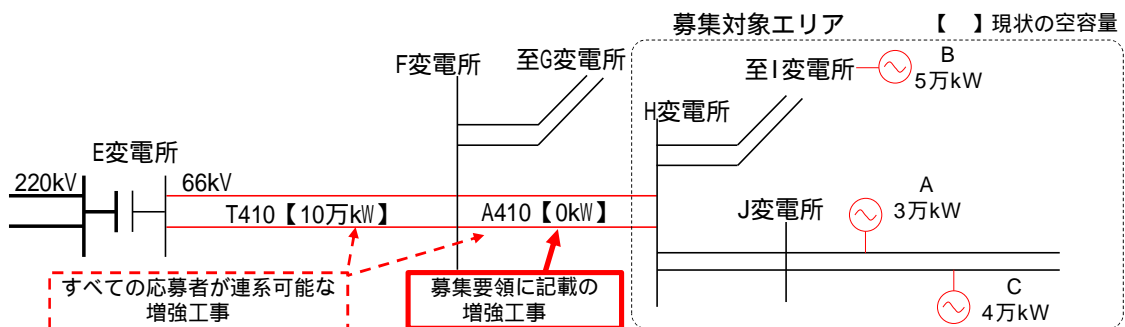 募集対象エリア
【　】現状の空容量
F変電所
至G変電所
至I変電所
B
5万kW
H変電所
E変電所
220kV
66kV
T410【10万kW】
A410【0kW】
J変電所
A
3万kW
C
4万kW
すべての応募者が連系可能な
増強工事
募集要領に記載の
増強工事